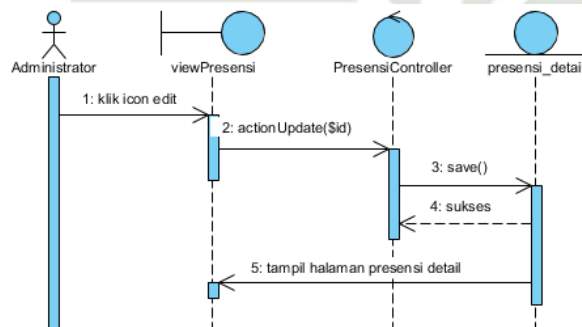 Administrator
viewPresensi
PresensiController
presensi_detail
1: klik icon edit
2: actionUpdate($id)
3: save()
4: sukses
5: tampil halaman presensi detail